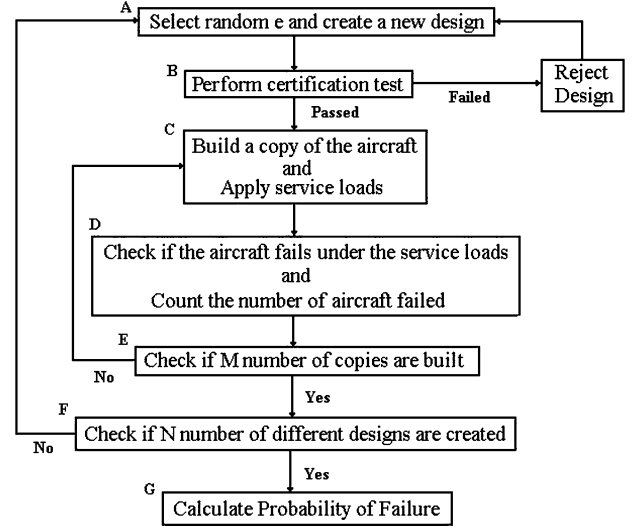 A
Select random e and create a new design
B
Perform certification test
Failed
Reject
Design
Passed
C
Build a copy of the aircraft
and
Apply service loads
D
Check if the aircraft fails under the service loads
and
Count the number of aircraft failed
E
Check if M number of copies are built
No
Yes
F
Check if N number of different designs are created
No
Yes
G
Calculate Probability of Failure